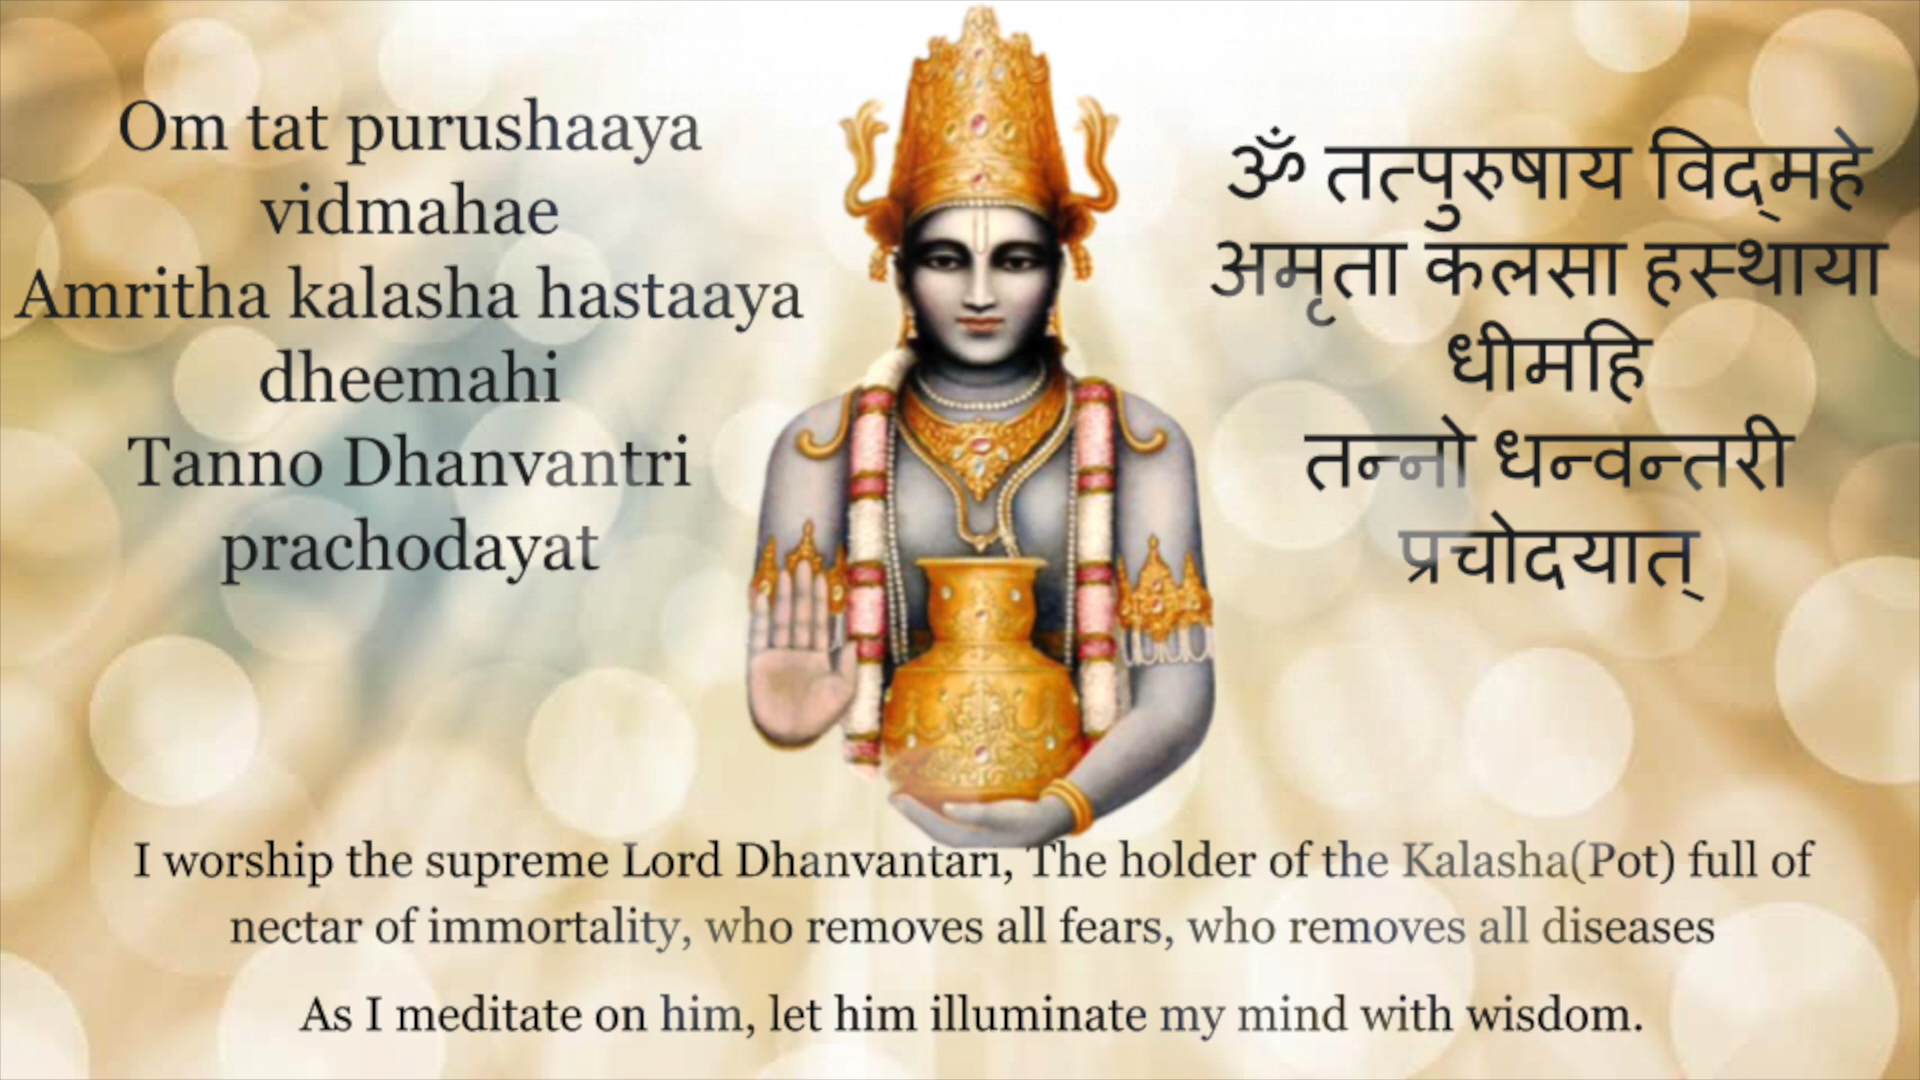 Om tat purushaaya
vidmahae
Amritha kalasha hastaaya
dheemahi
Tanno Dhanvantri
prachodayat
ॐ तत्पुरुषाय विद्‌महे
अमृता कलसा हस्थाया
धीमहि
तन्नो धन्वन्तरी
प्रचोदयात्
I worship the supreme Lord Dhanvantari, The holder of the Kalasha(Pot) full of
nectar of immortality, who removes all fears, who removes all diseases
As I meditate on him, let him illuminate my mind with wisdom.